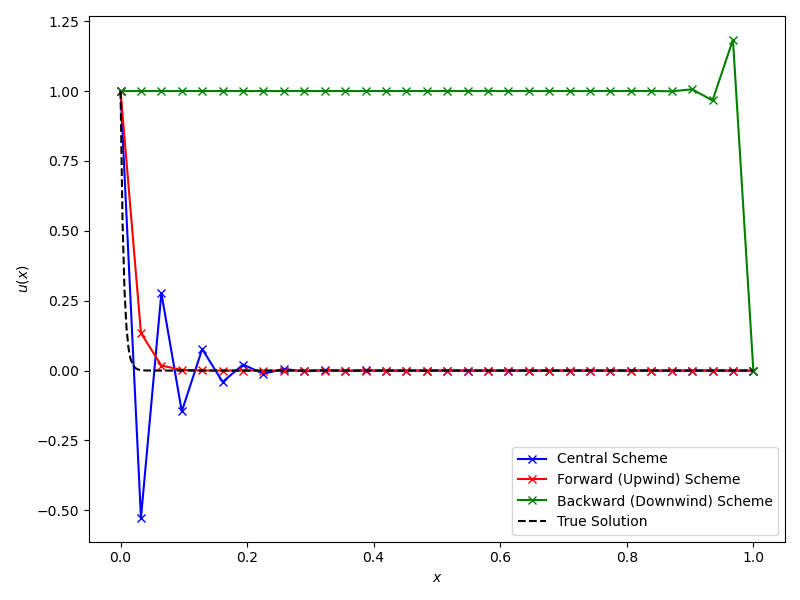 1.25
1.00
0.75
0.50
0.25
0.00
−0.25
−0.50
u(x)
0.0
0.2
0.4
0.6
0.8
1.0
x
Central Scheme
Forward (Upwind) Scheme
Backward (Downwind) Scheme
True Solution